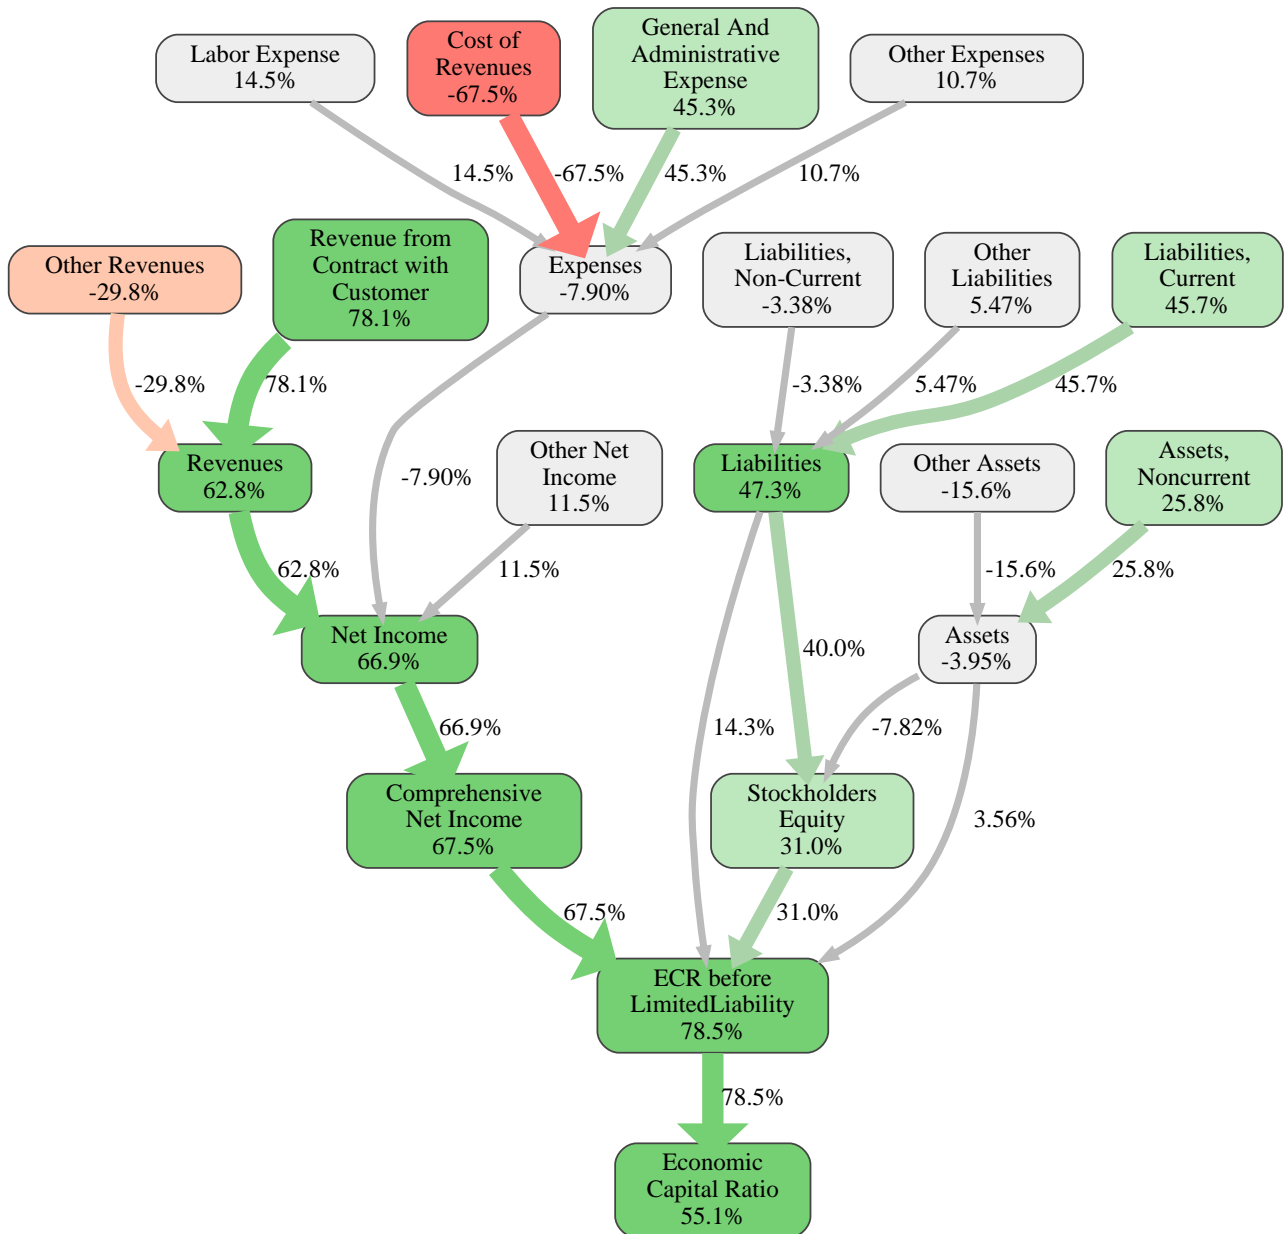 Labor Expense
14.5%
Cost of
Revenues
-67.5%
General And
Administrative
Expense
45.3%
Other Expenses
10.7%
14.5%
-67.5%
45.3%
10.7%
Other Revenues
-29.8%
Revenue from
Contract with
Customer
78.1%
Expenses
-7.90%
Liabilities,
Non-Current
-3.38%
Other
Liabilities
5.47%
Liabilities,
Current
45.7%
-29.8%
78.1%
-3.38%
5.47%
45.7%
Revenues
62.8%
-7.90%
Other Net
Income
11.5%
Liabilities
47.3%
Other Assets
-15.6%
Assets,
Noncurrent
25.8%
62.8%
11.5%
-15.6%
25.8%
Net Income
66.9%
40.0%
Assets
-3.95%
66.9%
14.3%
-7.82%
Comprehensive
Net Income
67.5%
Stockholders
Equity
31.0%
3.56%
67.5%
31.0%
ECR before
LimitedLiability
78.5%
78.5%
Economic
Capital Ratio
55.1%